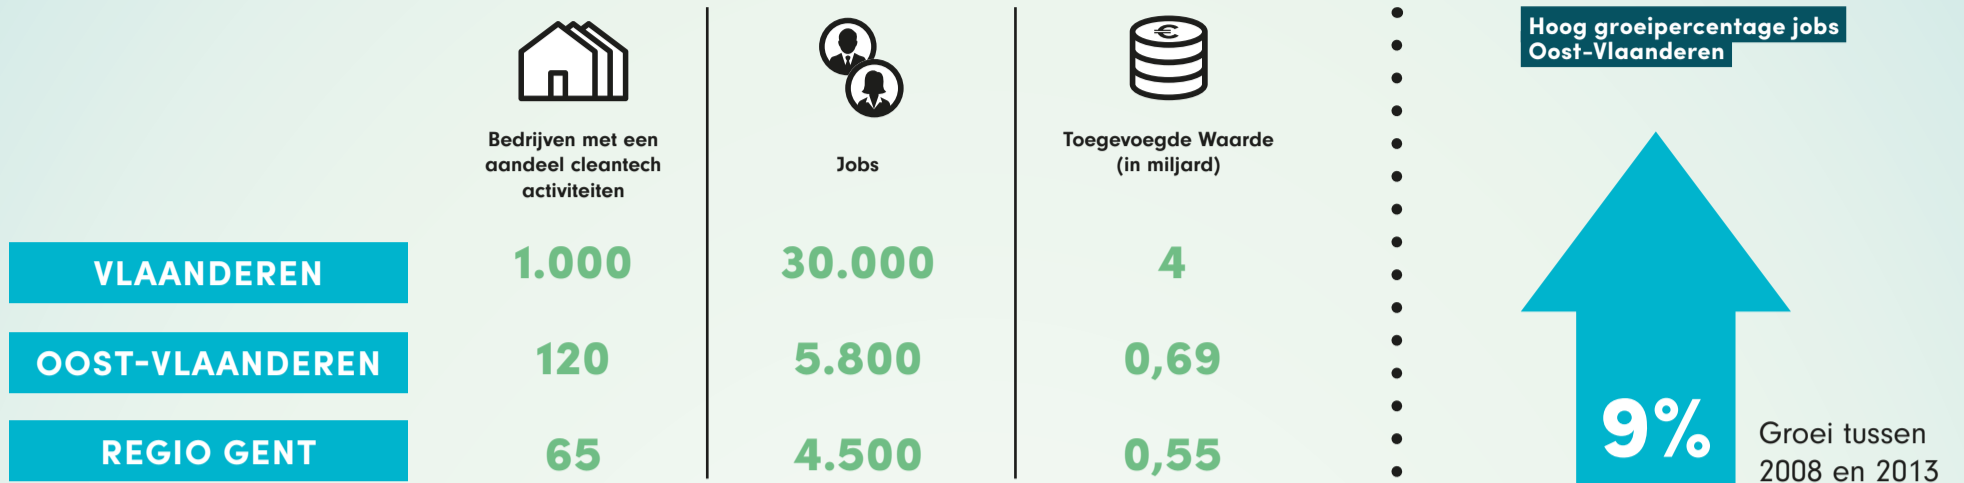 Hoog groeipercentage jobs
Oost-Vlaanderen
€
Bedrijven met een
aandeel cleantech
activiteiten
Jobs
Toegevoegde Waarde
(in miljard)
VLAANDEREN 1.000 30.000 4
OOST-VLAANDEREN 120 5.800 0,69
REGIO GENT 65 4.500 0,55
9%
Groei tussen
2008 en 2013